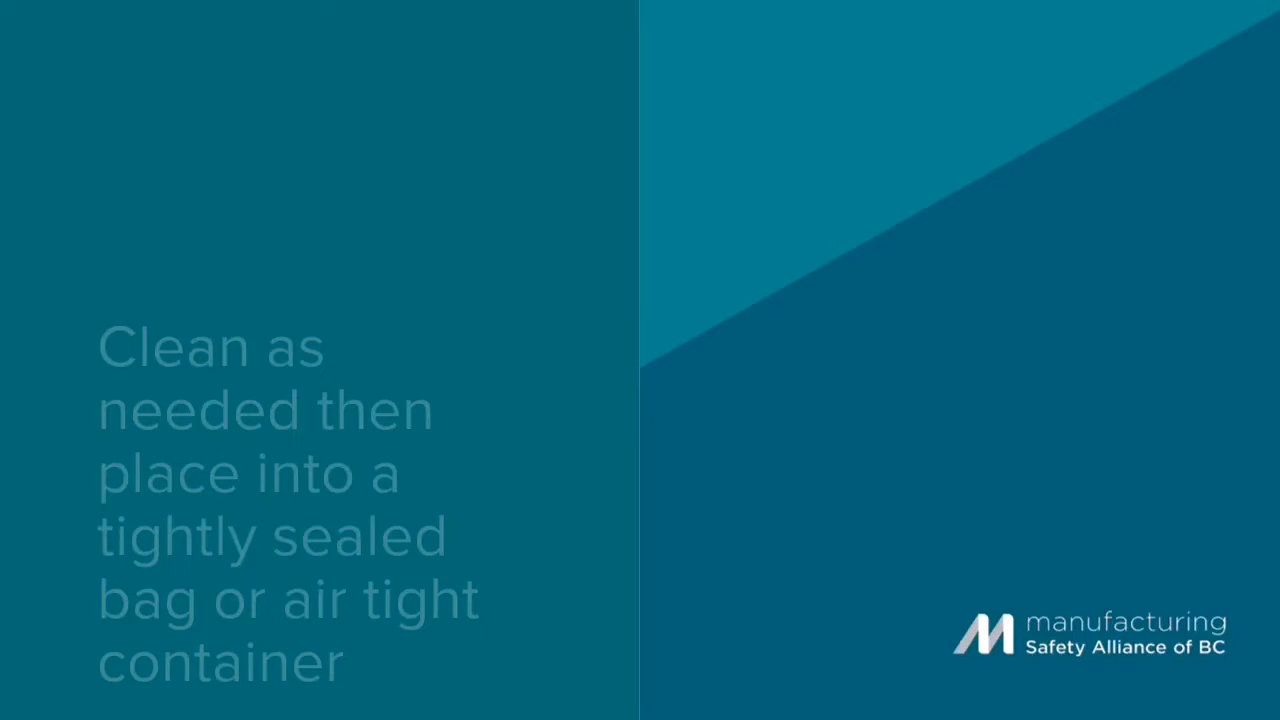 Clean as
needed then
place into a
tightly sealed
bag or air tight
container
manufacturing
Safety Alliance of BC